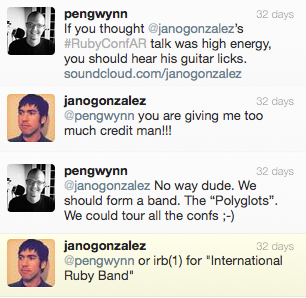 pengwynn 32 days
If you thought @janogonzalez's
#RubyConfAR talk was high energy,
you should hear his guitar licks.
soundcloud.com/janogonzalez
janogonzalez 32 days
@pengwynn you are giving me too
much credit man!!!
pengwynn 32 days
@janogonzalez No way dude. We
should form a band. The “Polyglots”.
We could tour all the confs ;-)
janogonzalez 32 days
@pengwynn or irb(1) for "International
Ruby Band"